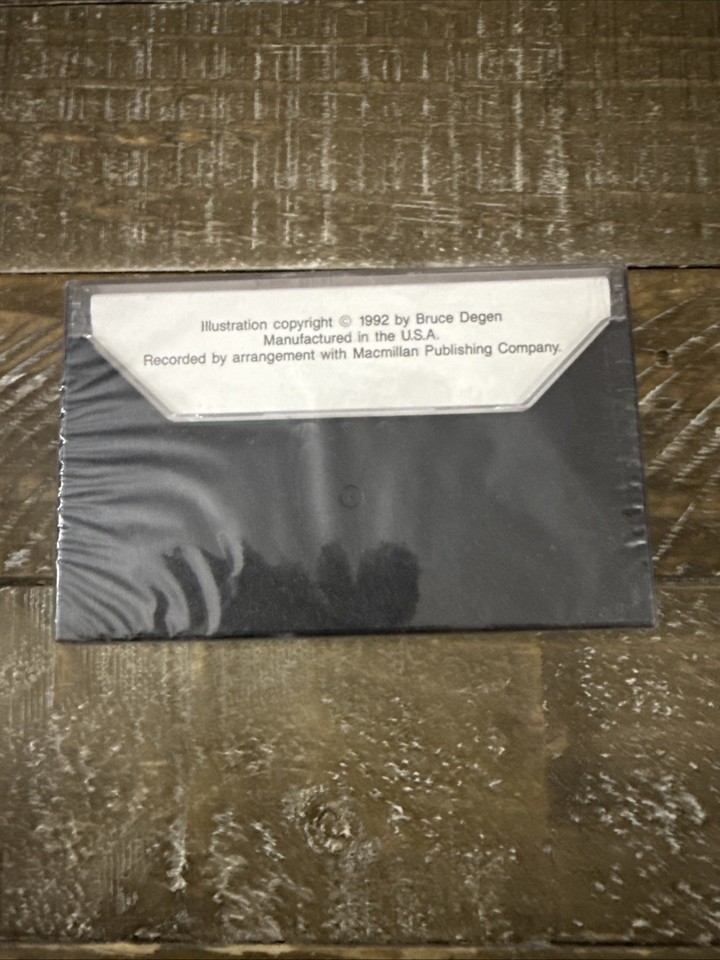 Illustration copyright © 1992 by Bruce Degen
Manufactured in the U.S.A.
Recorded by arrangement with Macmillan Publishing Company.